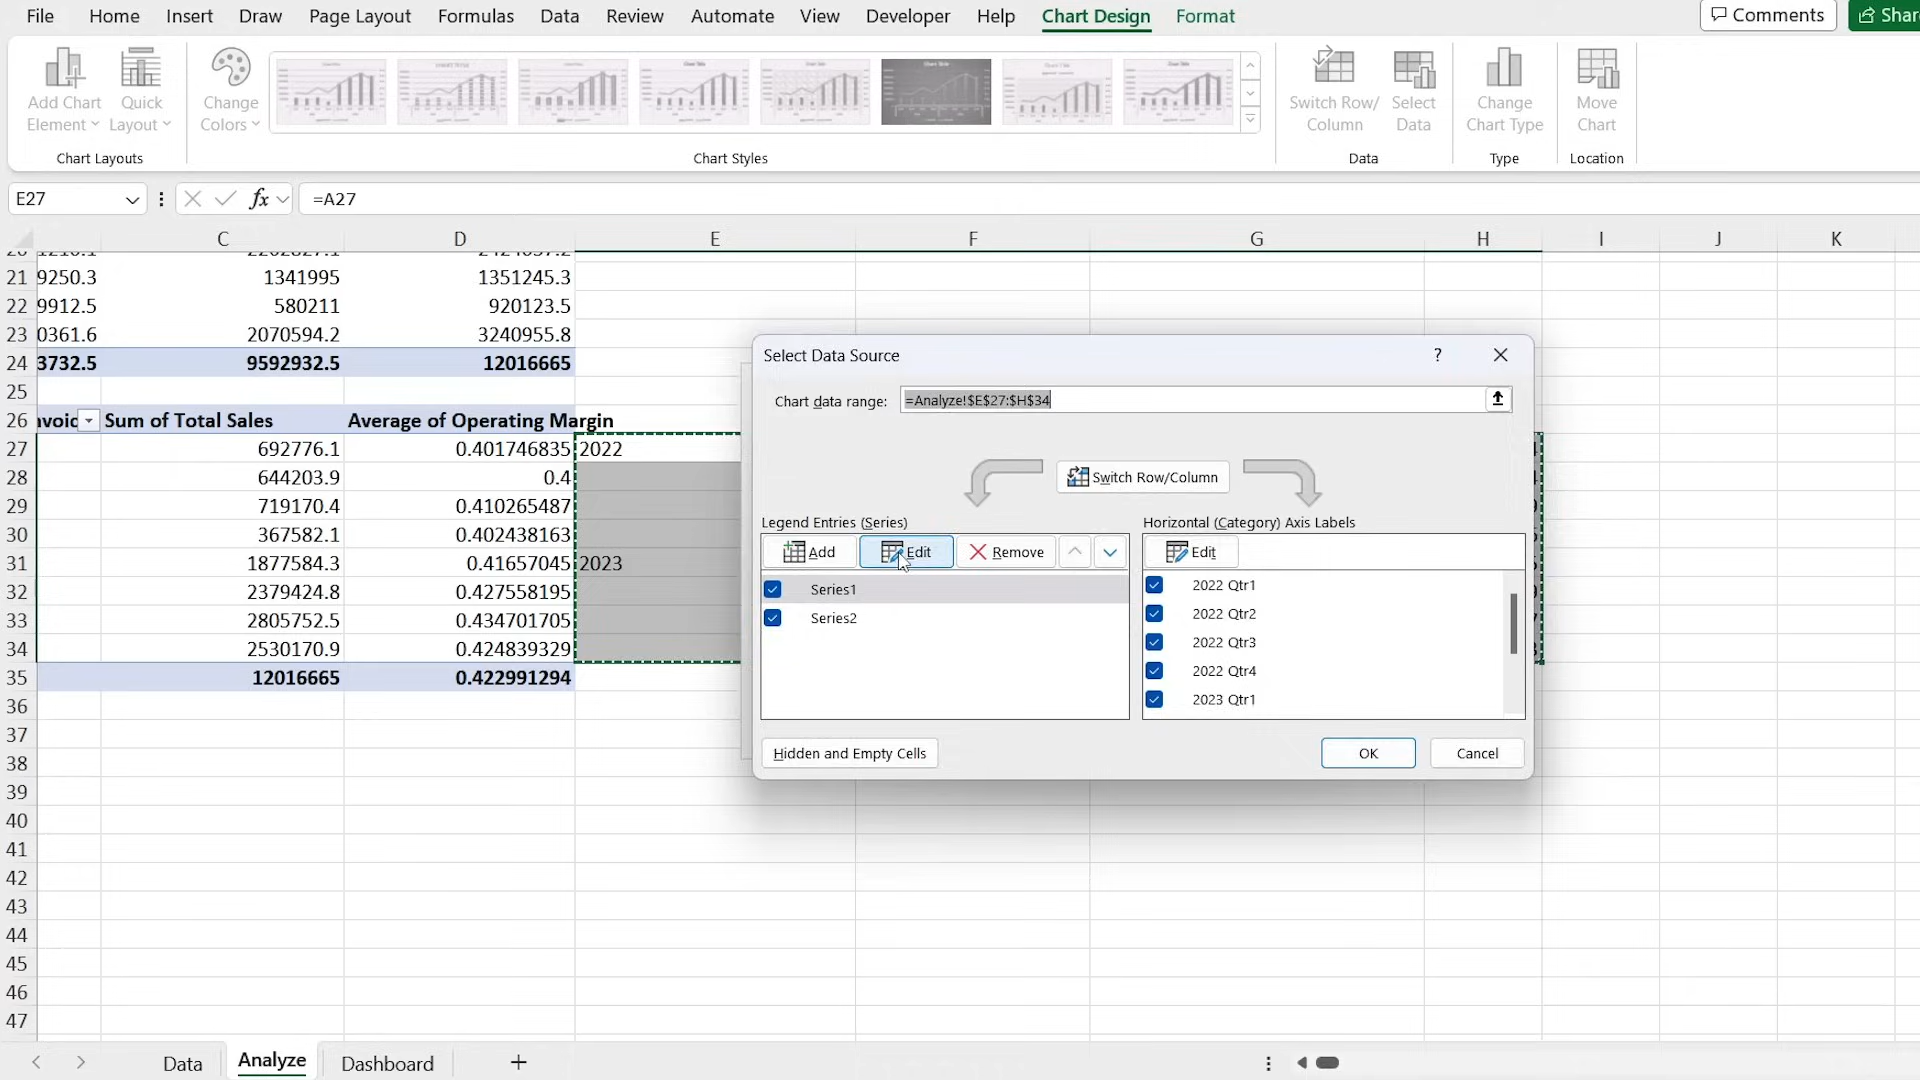 File Home Insert Draw Page Layout Formulas Data Review Automate View Developer Help Chart Design Format Comments
Add Chart Element Quick Layout Change Colors Switch Row/ Column Select Data Change Chart Type Move Chart
Chart Layouts Chart Styles Data Type Location
E27 fx =A27
C D E F G H I J K
21 9250.3 1341995 1351245.3
22 9912.5 580211 920123.5
23 0361.6 2070594.2 3240955.8
24 3732.5 9592932.5 12016665
25
26 Sum of Total Sales Average of Operating Margin
27 692776.1 0.401746835 2022
28 644203.9 0.4
29 719170.4 0.410265487
30 367582.1 0.402438163
31 1877584.3 0.41657045 2023
32 2379424.8 0.427558195
33 2805752.5 0.434701705
34 2530170.9 0.424839329
35 12016665 0.422991294
36
37
38
39
40
41
42
43
44
45
46
47
Select Data Source ?
Chart data range: =Analyze!$E$27:$H$34
Switch Row/Column
Legend Entries (Series)
Add Edit Remove
Series1
Series2
Horizontal (Category) Axis Labels
Edit
2022 Qtr1
2022 Qtr2
2022 Qtr3
2022 Qtr4
2023 Qtr1
Hidden and Empty Cells OK Cancel
Data Analyze Dashboard